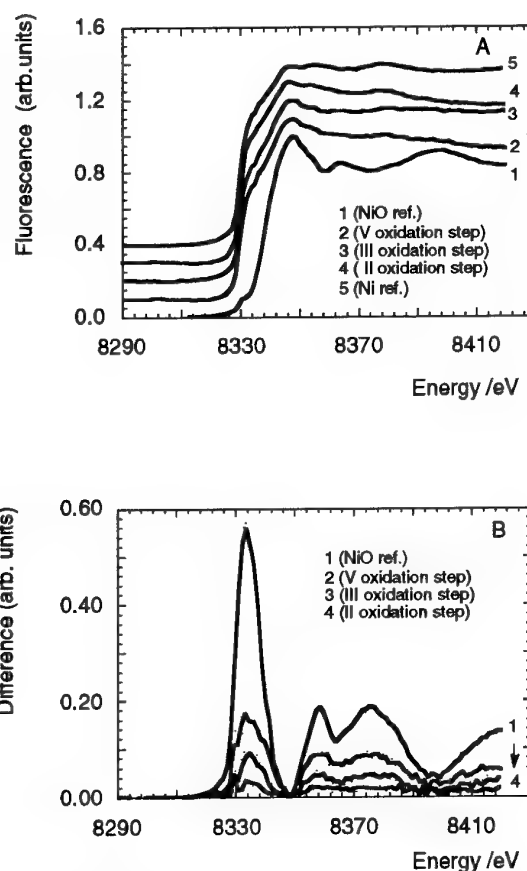 1.6
1.2
0.8
0.4
0.0
Fluorescence (arb.units)
A
5
4
3
2
1
1 (NiO ref.)
2 (V oxidation step)
3 (III oxidation step)
4 ( II oxidation step)
5 (Ni ref.)
8290 8330 8370 8410
Energy /eV
0.60
0.40
0.20
0.00
Difference (arb. units)
B
1 (NiO ref.)
2 (V oxidation step)
3 (III oxidation step)
4 (II oxidation step)
1
4
8290 8330 8370 8410
Energy /eV